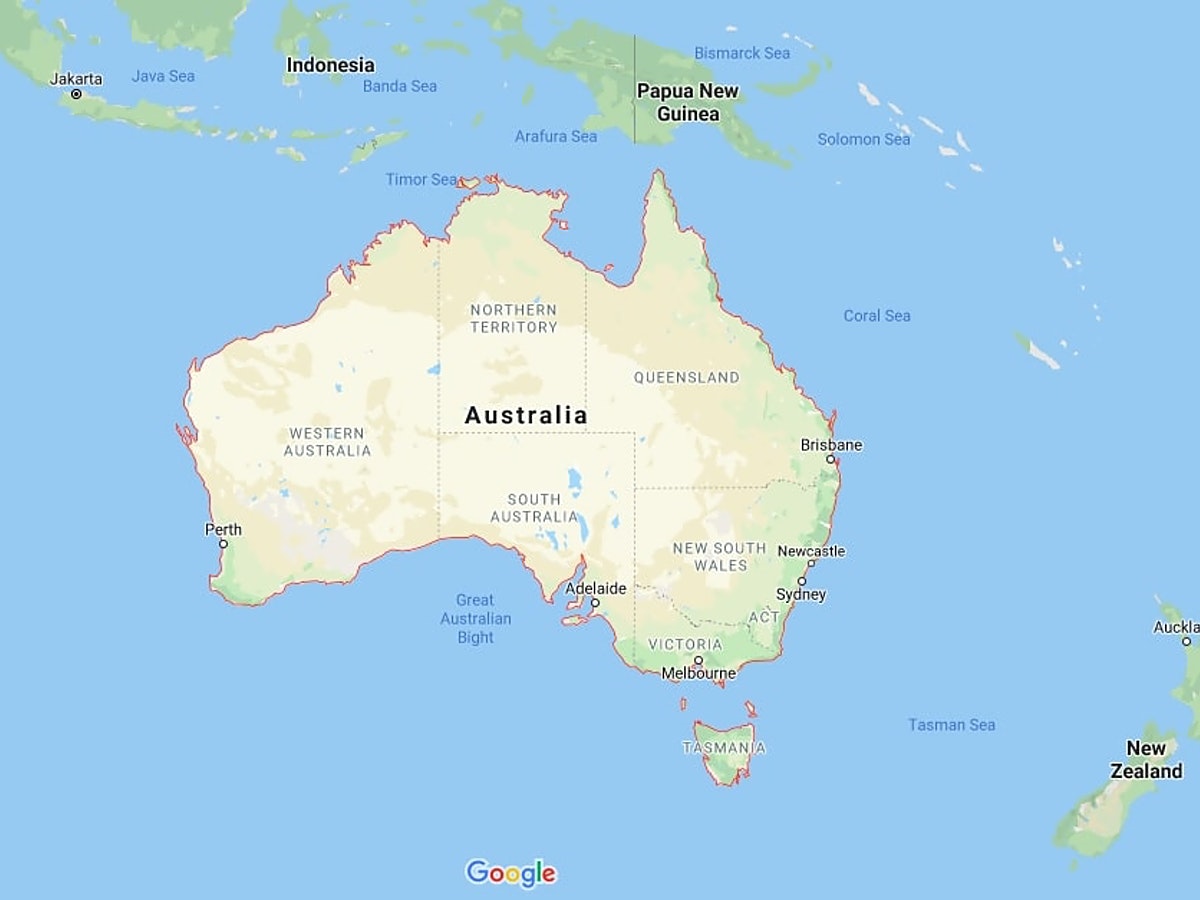 Bismarck Sea
Indonesia
Jakarta
Java Sea
Banda Sea
Papua New
Guinea
Arafura Sea
Solomon Sea
Timor Sea
NORTHERN
TERRITORY
Coral Sea
QUEENSLAND
Australia
WESTERN
AUSTRALIA
Brisbane
SOUTH
AUSTRALIA
Perth
NEW SOUTH
WALES
Newcastle
Adelaide
Sydney
Great
Australian
Bight
ACT
Auckla
VICTORIA
Melbourne
Tasman Sea
TASMANIA
New
Zealand
Google